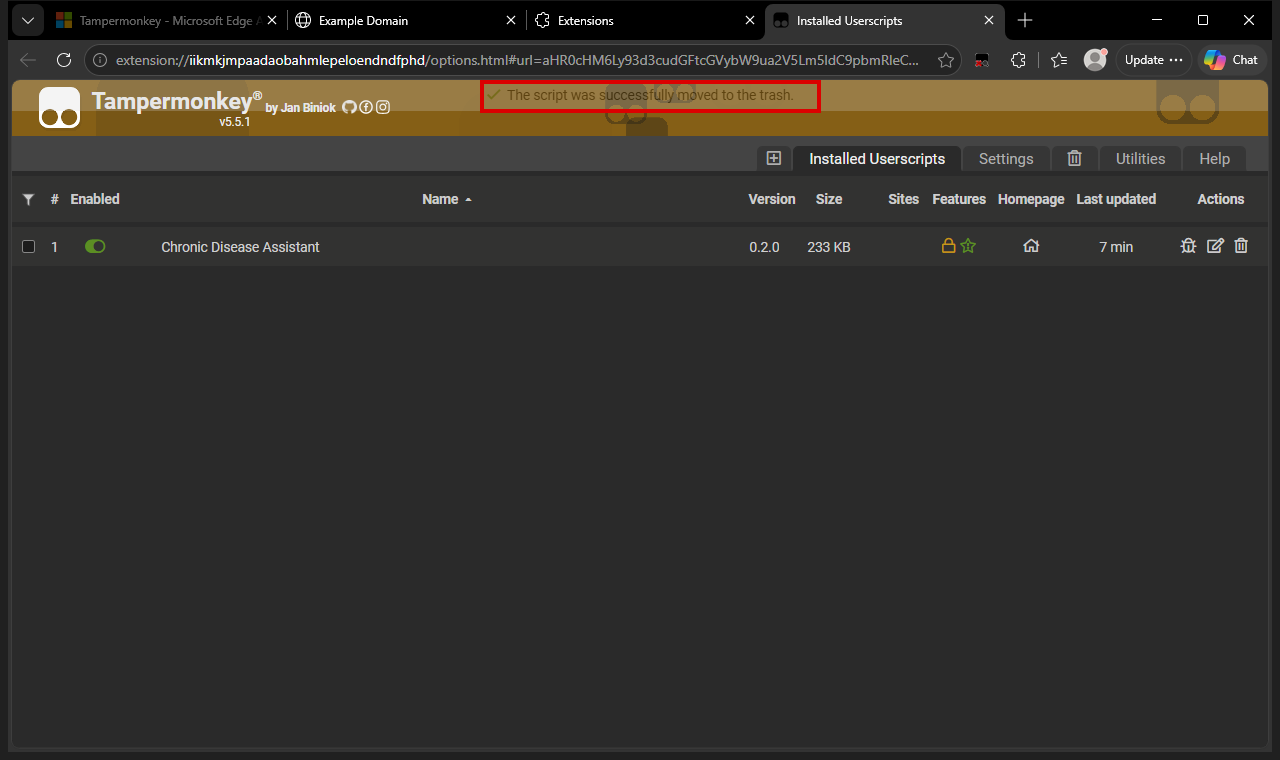 Tampermonkey - Microsoft Edge A
Example Domain
Extensions
Installed Userscripts
extension://iikmkjmpaadaobahmlepeloendndfphd/options.html#url=aHR0cHM6Ly93d3cudGFtcGVybW9ua2V5Lm5ldC9pbmRleC...
Update
Chat
Tampermonkey® by Jan Biniok
v5.5.1
The script was successfully moved to the trash.
Installed Userscripts
Settings
Utilities
Help
# Enabled Name Version Size Sites Features Homepage Last updated Actions
1 Chronic Disease Assistant 0.2.0 233 KB 7 min